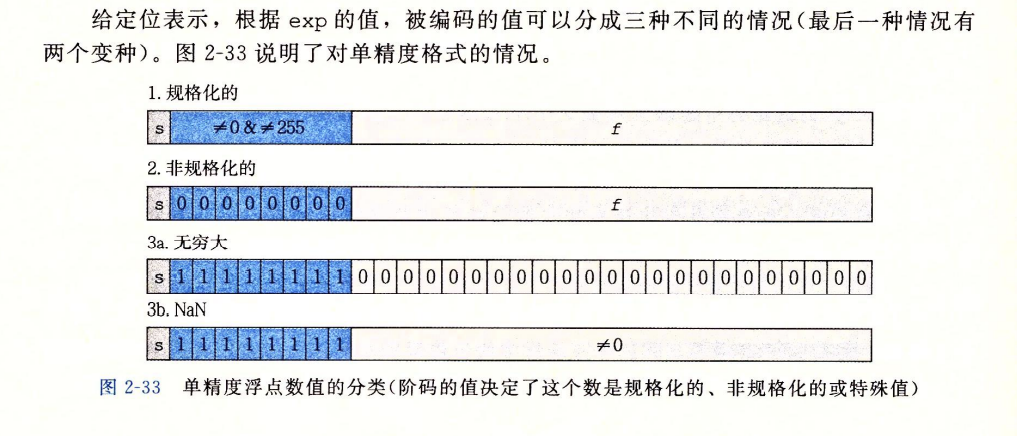 给定位表示，根据 exp 的值，被编码的值可以分成三种不同的情况(最后一种情况有
两个变种)。图 2-33 说明了对单精度格式的情况。
1. 规格化的
s ≠0 & ≠255 f
2. 非规格化的
s 0 0 0 0 0 0 0 0 f
3a. 无穷大
s 1 1 1 1 1 1 1 1 0 0 0 0 0 0 0 0 0 0 0 0 0 0 0 0 0 0 0 0 0 0 0
3b. NaN
s 1 1 1 1 1 1 1 1 ≠0
图 2-33 单精度浮点数值的分类(阶码的值决定了这个数是规格化的、非规格化的或特殊值)